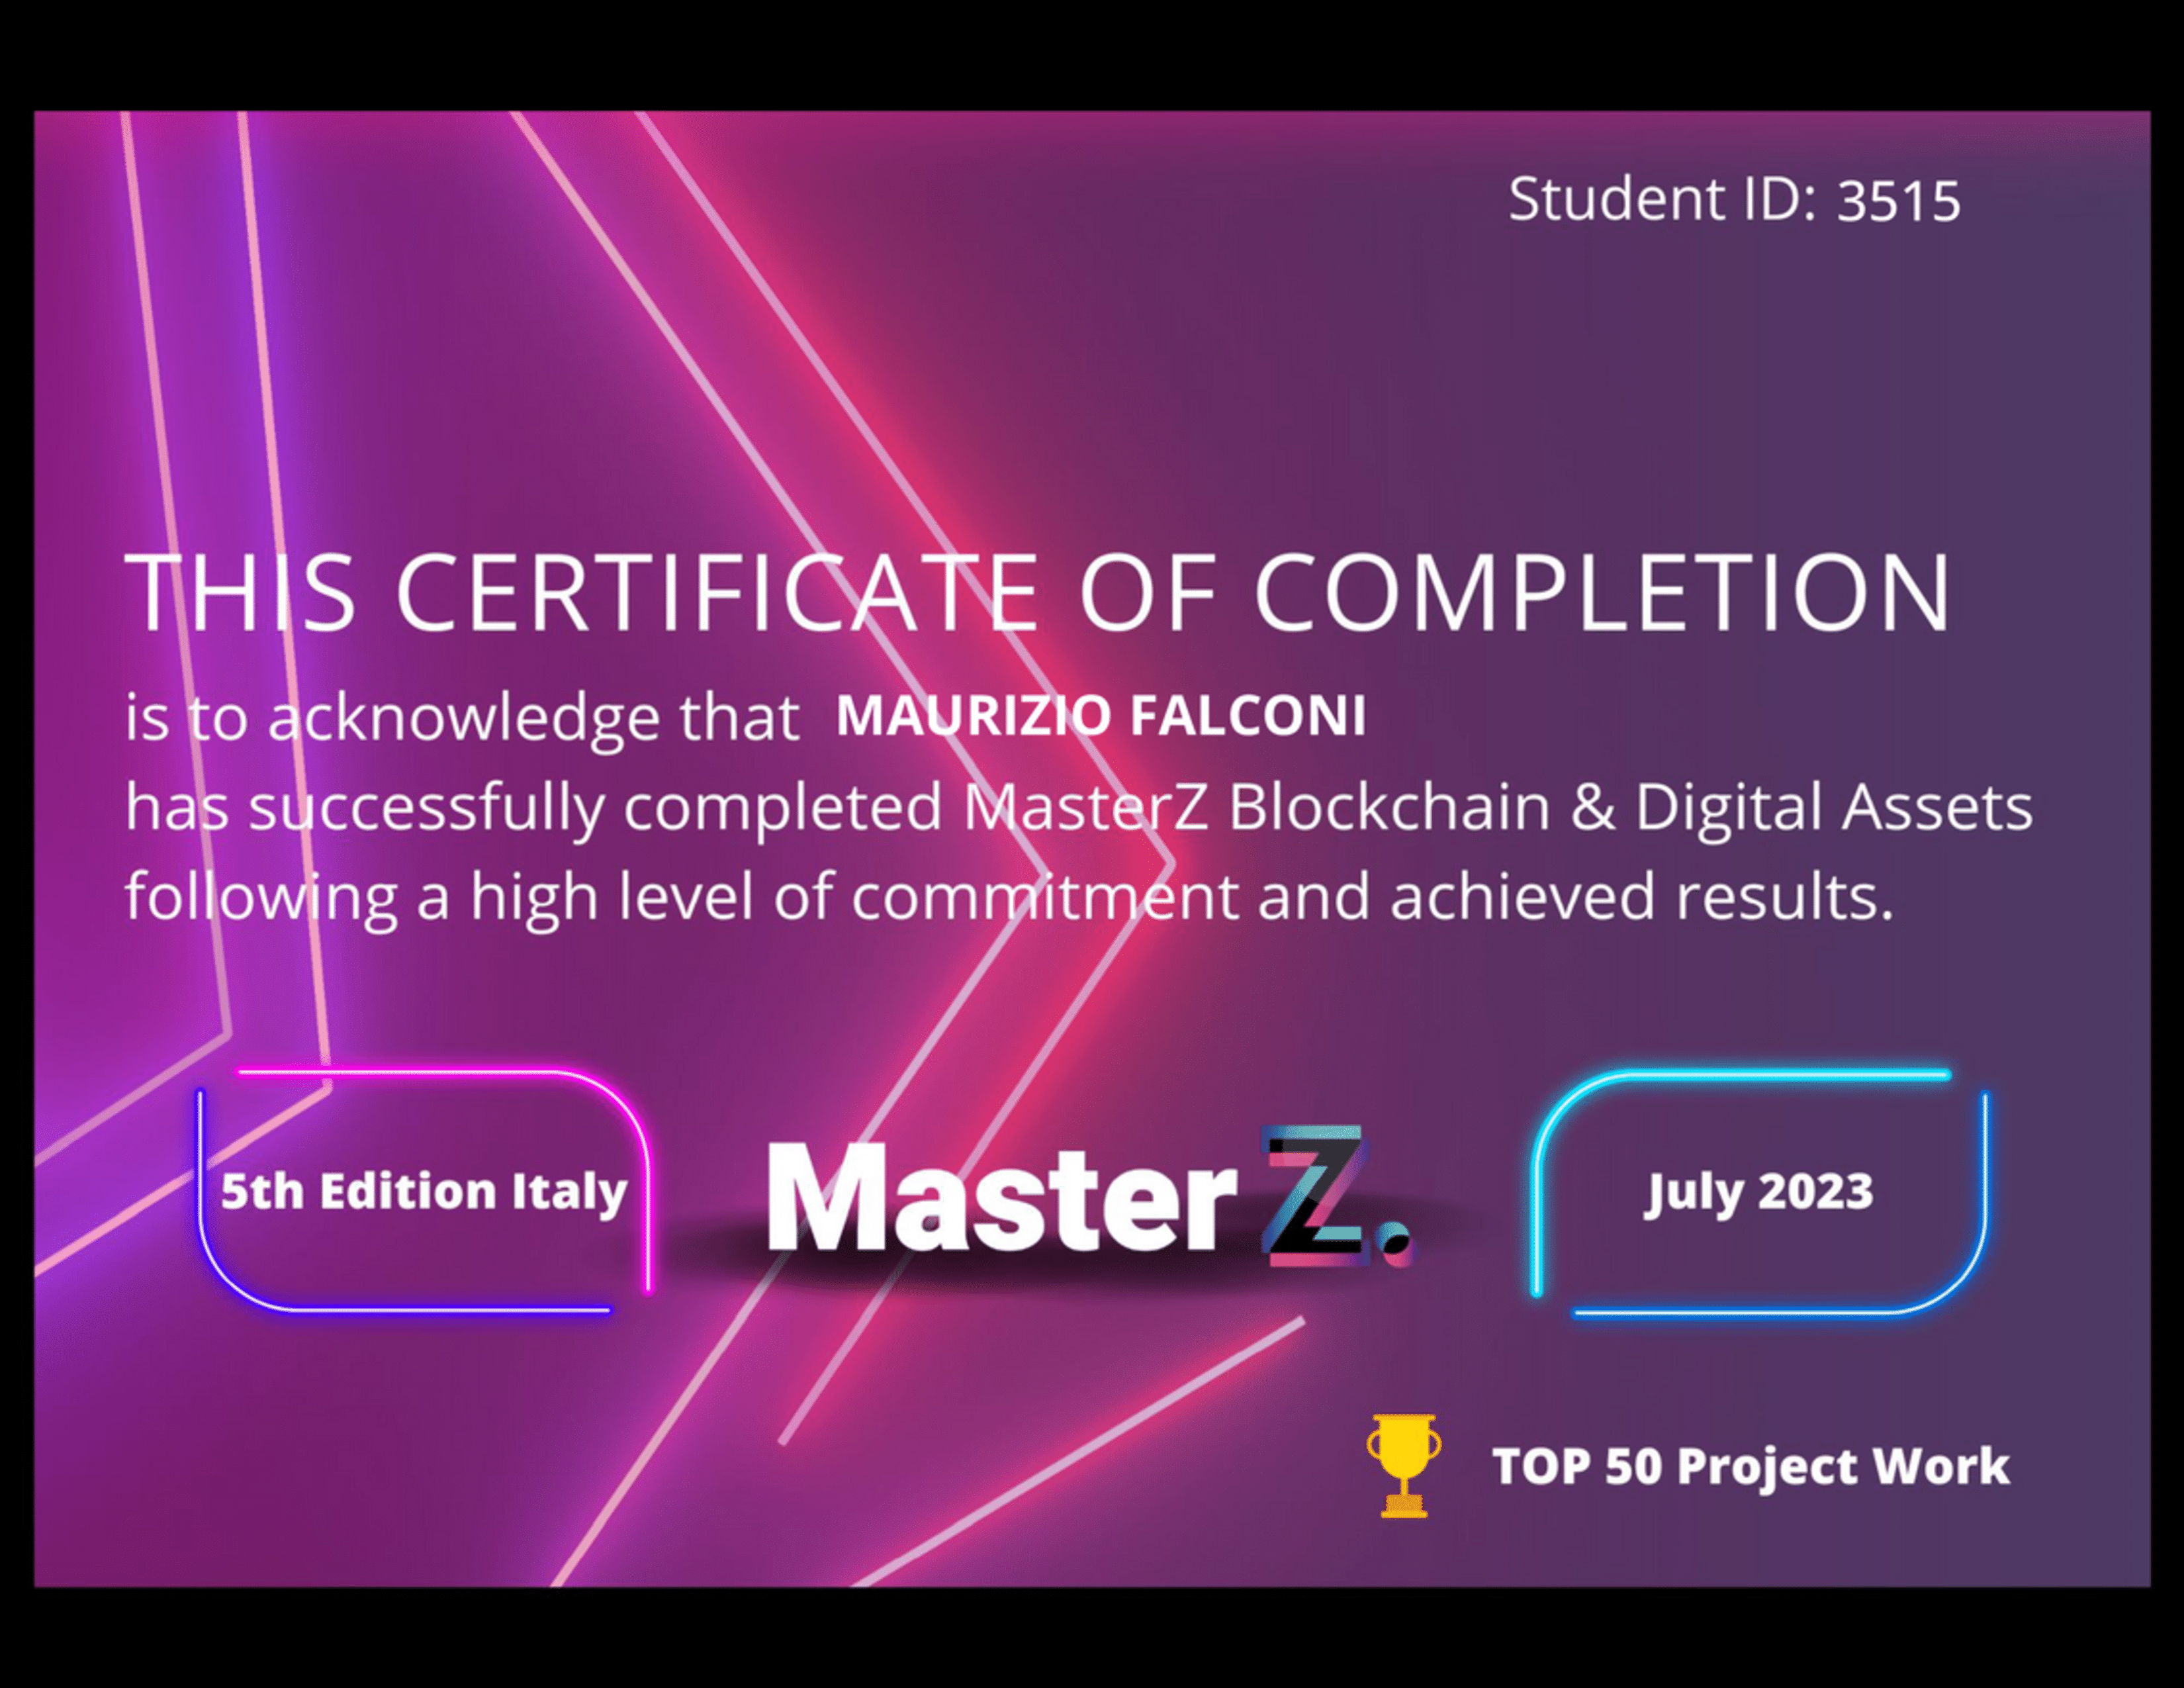 Student ID: 3515
THIS CERTIFICATE OF COMPLETION
is to acknowledge that MAURIZIO FALCONI
has successfully completed MasterZ Blockchain & Digital Assets
following a high level of commitment and achieved results.
5th Edition Italy
MasterZ.
July 2023
TOP 50 Project Work